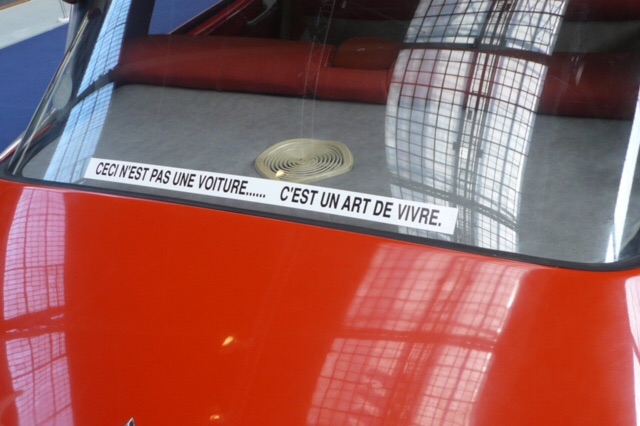 CECI N'EST PAS UNE VOITURE...... C'EST UN ART DE VIVRE.